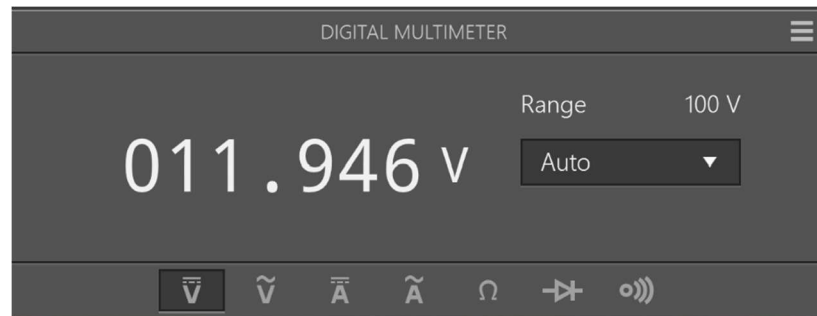 DIGITAL MULTIMETER
Range 100 V
011.946 V
Auto
V V A A Ω